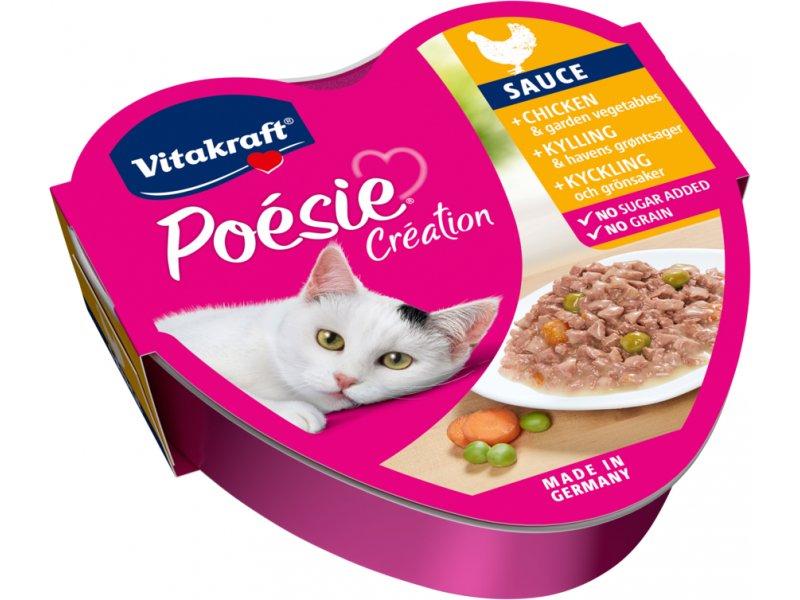 Vitakraft®
Poésie®
Création
SAUCE
+CHICKEN
& garden vegetables
+KYLLING
& havens grøntsager
+KYCKLING
och grönsaker
NO SUGAR ADDED
NO GRAIN
MADE IN
GERMANY